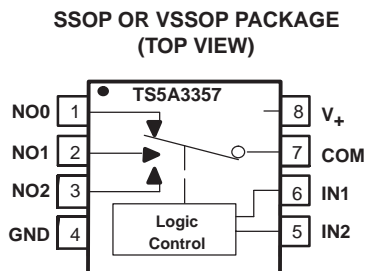 SSOP OR VSSOP PACKAGE
(TOP VIEW)
TS5A3357
NO0 1
8 V+
NO1 2
7 COM
NO2 3
6 IN1
GND 4
5 IN2
Logic
Control